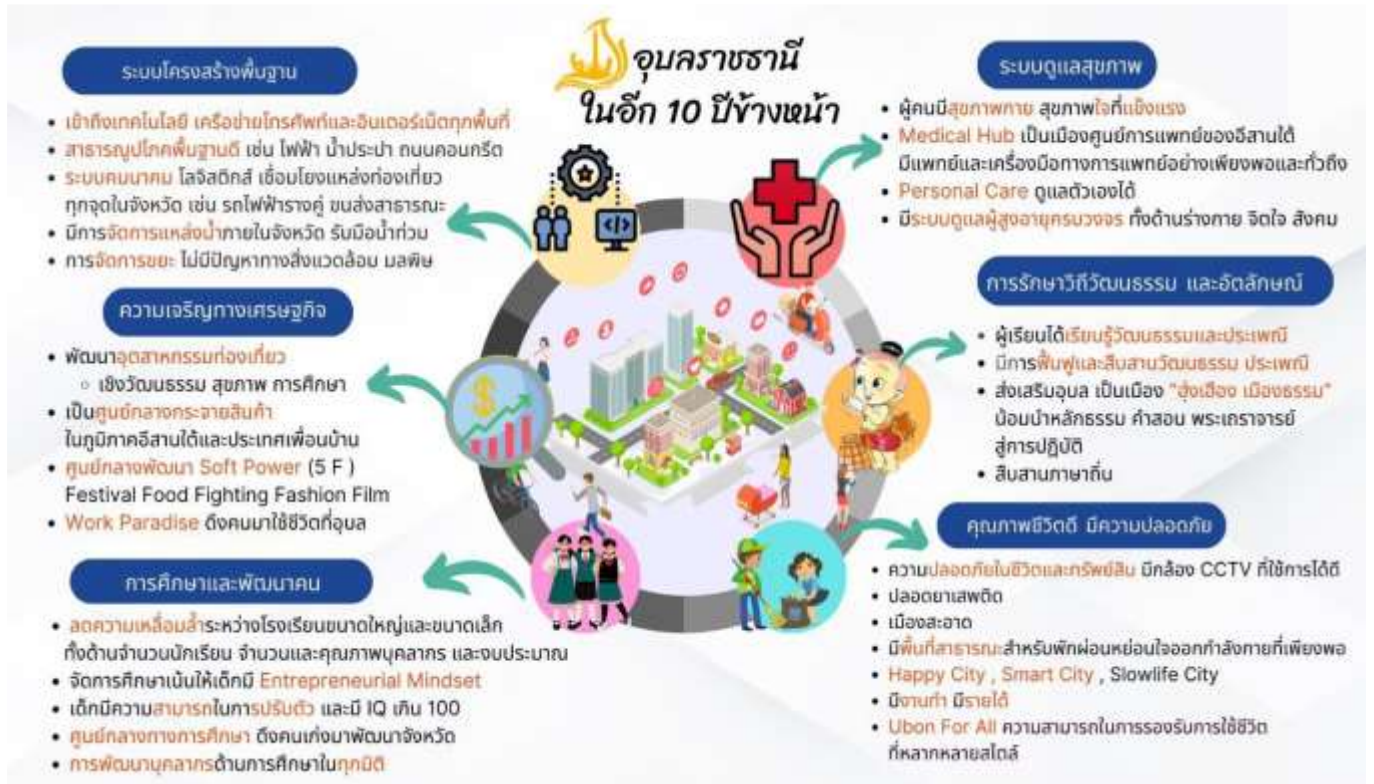 อุบลราชธานี
ในอีก 10 ปีข้างหน้า
ระบบโครงสร้างพื้นฐาน
• เข้าถึงเทคโนโลยี เครือข่ายโทรศัพท์และอินเตอร์เน็ตทุกพื้นที่
• สาธารณูปโภคพื้นฐานดี เช่น ไฟฟ้า น้ำประปา ถนนคอนกรีต
• ระบบคมนาคม โลจิสติกส์ เชื่อมโยงแหล่งท่องเที่ยว
ทุกจุดในจังหวัด เช่น รถไฟฟ้ารางคู่ ขนส่งสาธารณะ
• มีการจัดการแหล่งน้ำภายในจังหวัด รับมือน้ำท่วม
• การจัดการขยะ ไม่มีปัญหาทางสิ่งแวดล้อม มลพิษ
ความเจริญทางเศรษฐกิจ
• พัฒนาอุตสาหกรรมท่องเที่ยว
○ เชิงวัฒนธรรม สุขภาพ การศึกษา
• เป็นศูนย์กลางกระจายสินค้า
ในภูมิภาคอีสานใต้และประเทศเพื่อนบ้าน
• ศูนย์กลางพัฒนา Soft Power (5 F )
Festival Food Fighting Fashion Film
• Work Paradise ดึงคนมาใช้ชีวิตที่อุบล
การศึกษาและพัฒนาคน
• ลดความเหลื่อมล้ำระหว่างโรงเรียนขนาดใหญ่และขนาดเล็ก
ทั้งด้านจำนวนนักเรียน จำนวนและคุณภาพบุคลากร และงบประมาณ
• จัดการศึกษาเน้นให้เด็กมี Entrepreneurial Mindset
• เด็กมีความสามารถในการปรับตัว และมี IQ เกิน 100
• ศูนย์กลางทางการศึกษา ดึงคนเก่งมาพัฒนาจังหวัด
• การพัฒนาบุคลากรด้านการศึกษาในทุกมิติ
ระบบดูแลสุขภาพ
• ผู้คนมีสุขภาพกาย สุขภาพใจที่แข็งแรง
• Medical Hub เป็นเมืองศูนย์การแพทย์ของอีสานใต้
มีแพทย์และเครื่องมือทางการแพทย์อย่างเพียงพอและทั่วถึง
• Personal Care ดูแลตัวเองได้
• มีระบบดูแลผู้สูงอายุครบวงจร ทั้งด้านร่างกาย จิตใจ สังคม
การรักษาวิถีวัฒนธรรม และอัตลักษณ์
• ผู้เรียนได้เรียนรู้วัฒนธรรมและประเพณี
• มีการฟื้นฟูและสืบสานวัฒนธรรม ประเพณี
• ส่งเสริมอุบล เป็นเมือง "ฮุ่งเฮือง เมืองธรรม"
น้อมนำหลักธรรม คำสอน พระเถราจารย์
สู่การปฏิบัติ
• สืบสานภาษาถิ่น
คุณภาพชีวิตดี มีความปลอดภัย
• ความปลอดภัยในชีวิตและทรัพย์สิน มีกล้อง CCTV ที่ใช้การได้ดี
• ปลอดยาเสพติด
• เมืองสะอาด
• มีพื้นที่สาธารณะสำหรับพักผ่อนหย่อนใจออกกำลังกายที่เพียงพอ
• Happy City , Smart City , Slowlife City
• มีงานทำ มีรายได้
• Ubon For All ความสามารถในการรองรับการใช้ชีวิต
ที่หลากหลายสไตล์